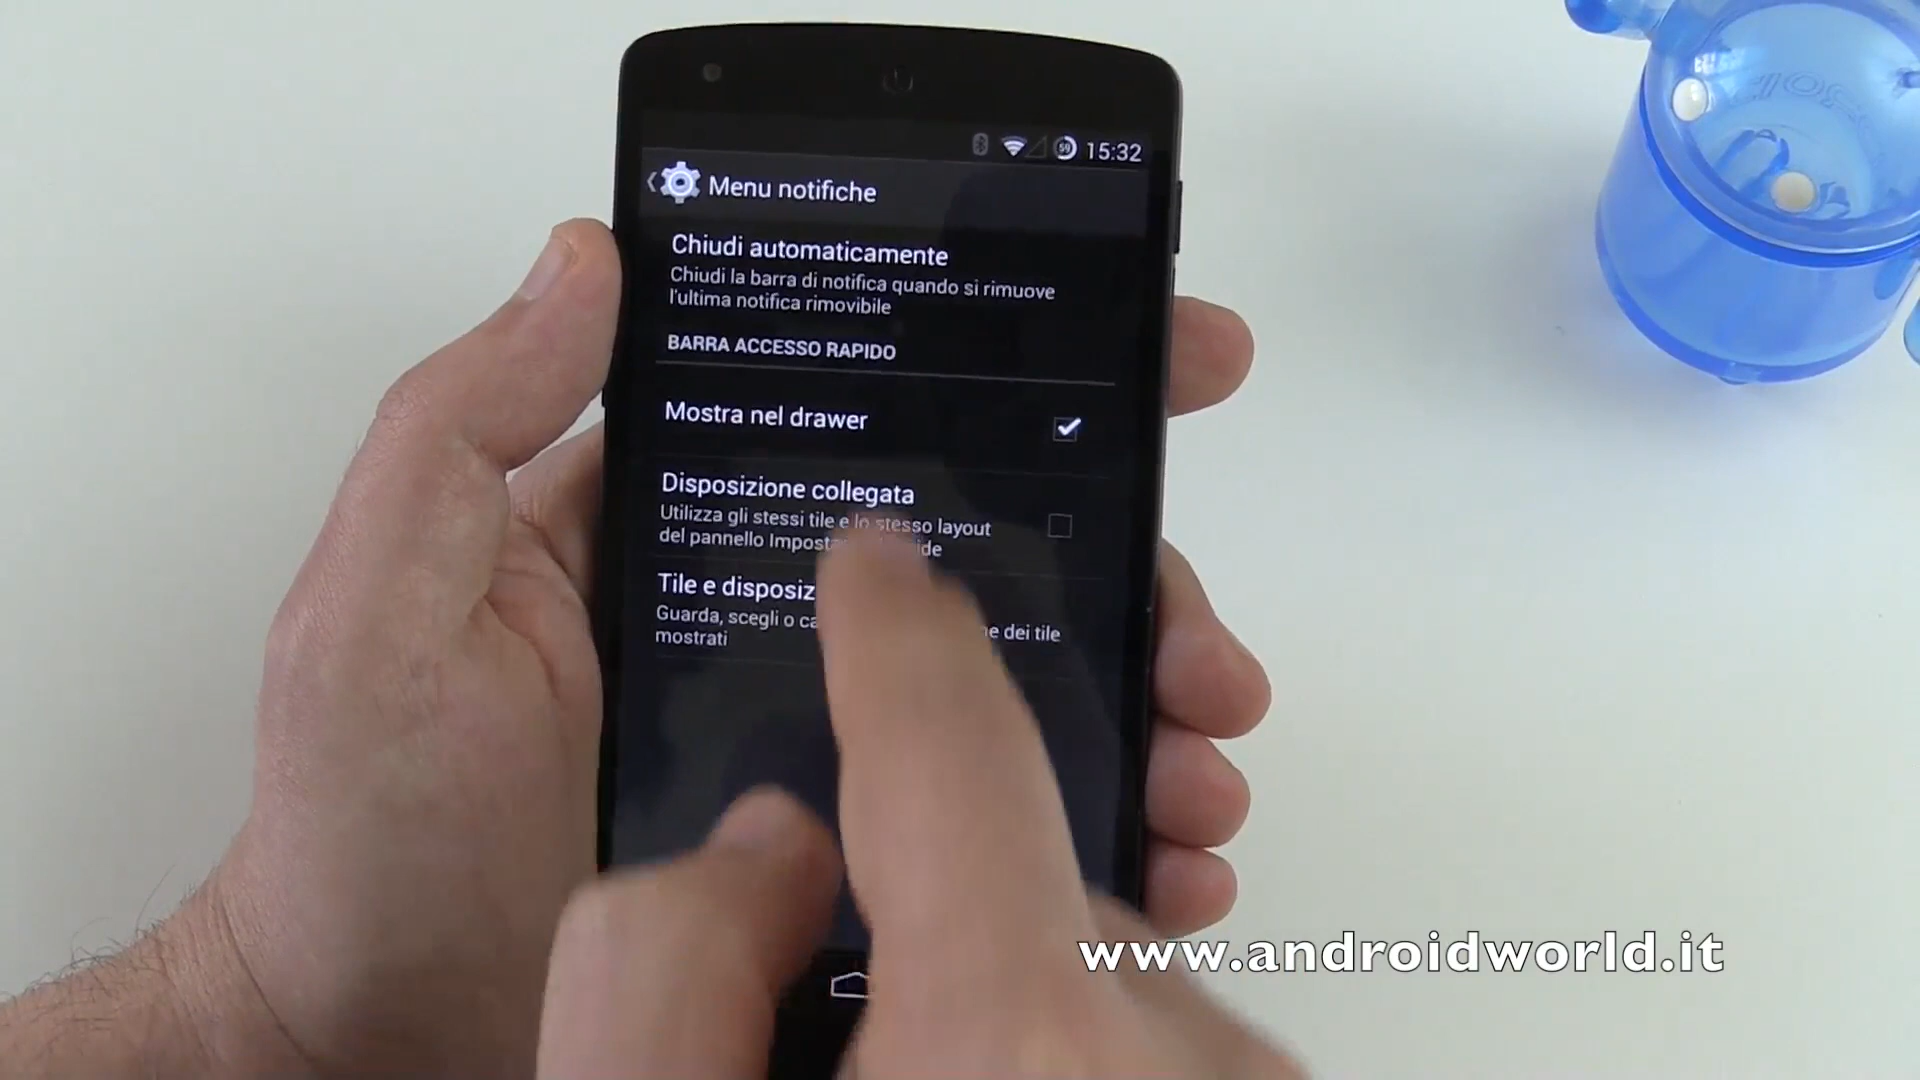 59 15:32
Menu notifiche
Chiudi automaticamente
Chiudi la barra di notifica quando si rimuove
l'ultima notifica rimovibile
BARRA ACCESSO RAPIDO
Mostra nel drawer
Disposizione collegata
Utilizza gli stessi tile e lo stesso layout
del pannello
Tile e
Guarda, scegli o dei tile
mostrati
www.androidworld.it